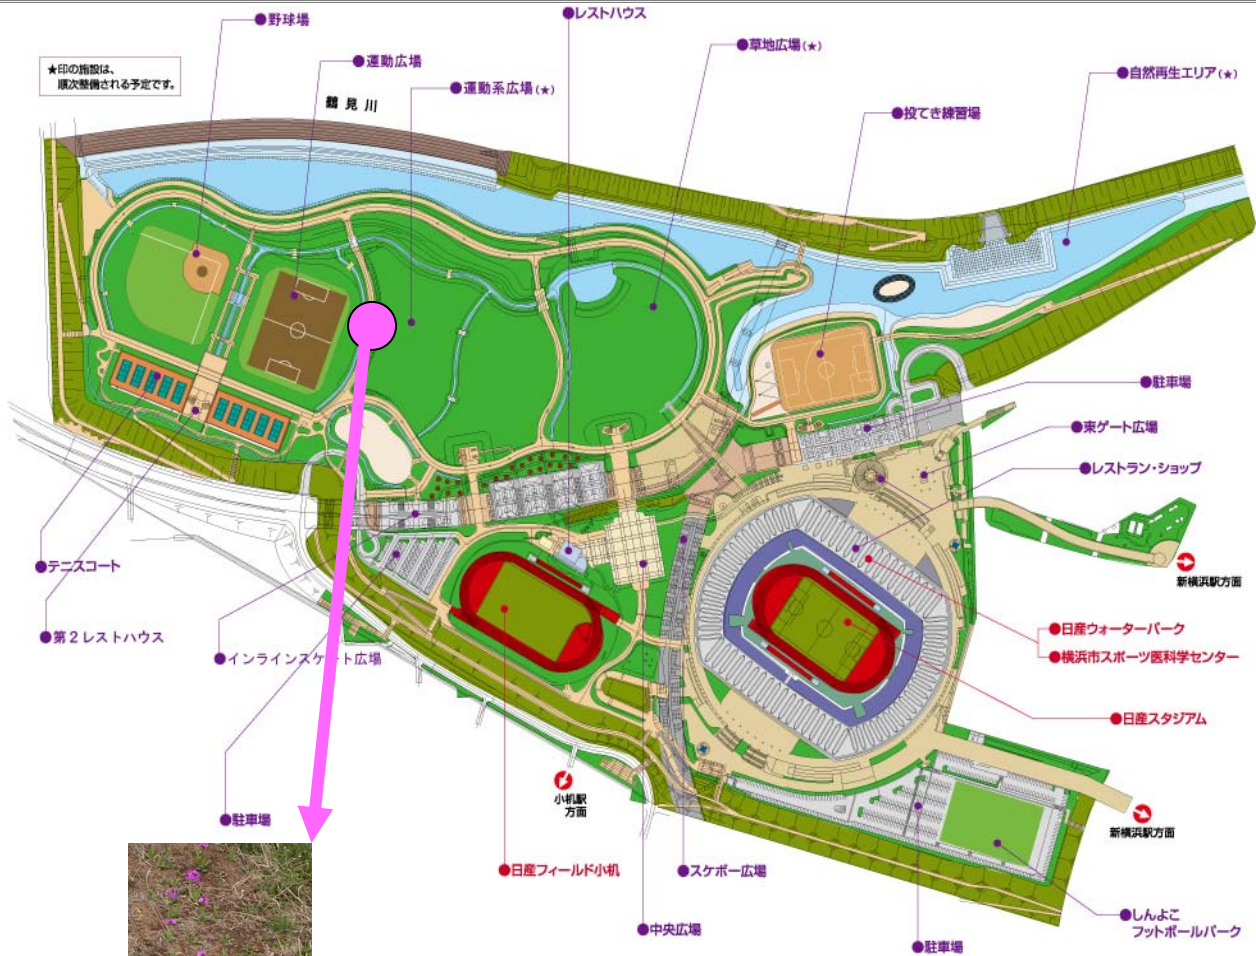 ●野球場
●レストハウス
★印の施設は、
順次整備される予定です。
●運動広場
●草地広場(★)
●自然再生エリア(★)
●運動系広場(★)
鶴見川
●投てき練習場
●駐車場
●東ゲート広場
●レストラン・ショップ
●テニスコート
新横浜駅方面
●第2レストハウス
●日産ウォーターパーク
●インラインスケート広場
●横浜市スポーツ医科学センター
●日産スタジアム
小机駅
方面
●駐車場
新横浜駅方面
●日産フィールド小机
●スケボー広場
●しんよこ
フットボールパーク
●中央広場
●駐車場